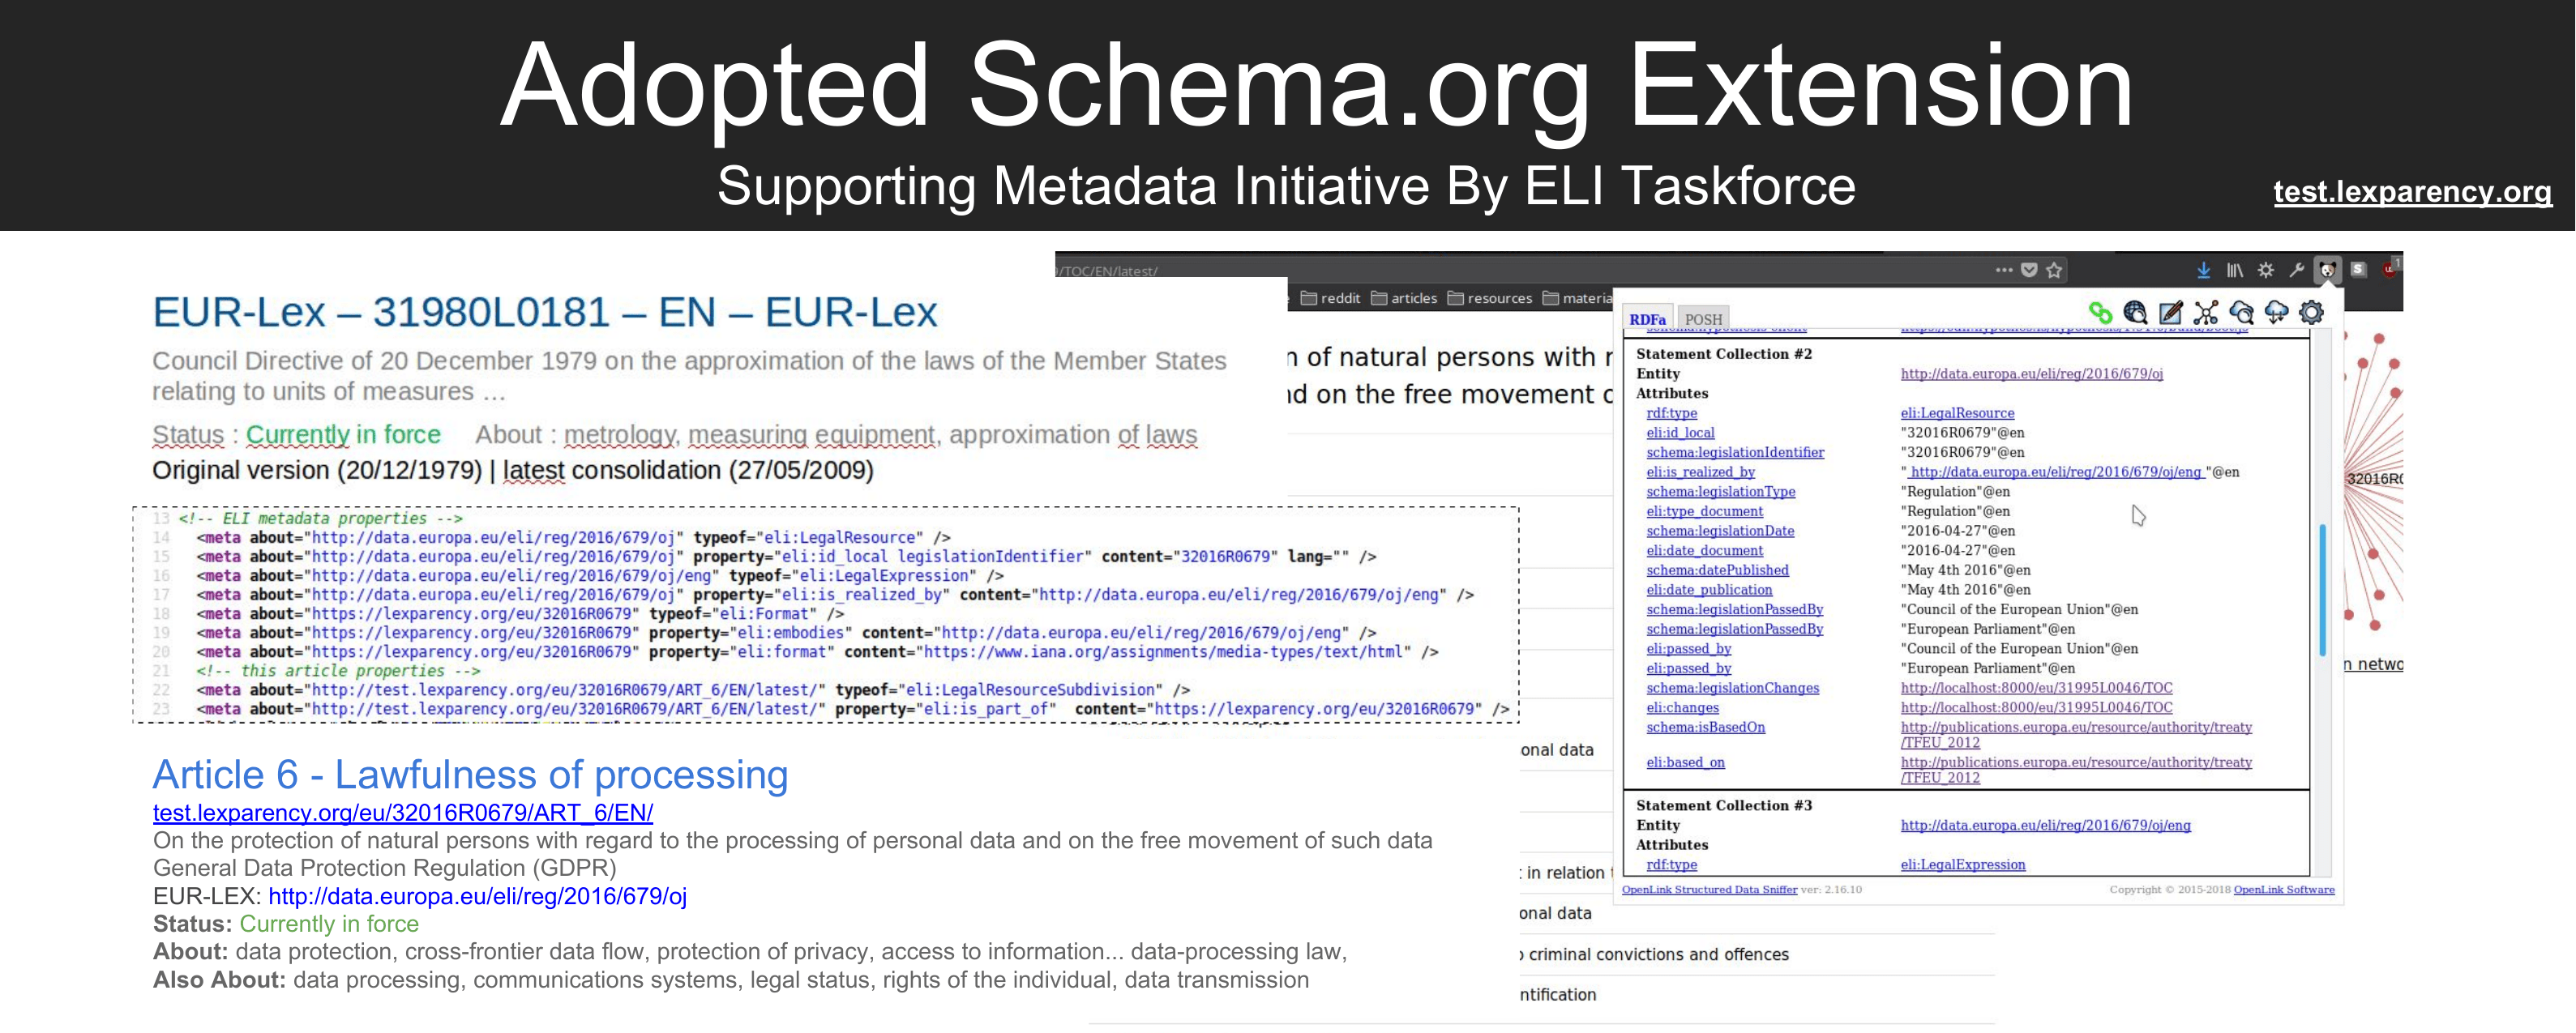 Adopted Schema.org Extension
Supporting Metadata Initiative By ELI Taskforce
test.lexparency.org
/TOC/EN/latest/
EUR-Lex – 31980L0181 – EN – EUR-Lex
Council Directive of 20 December 1979 on the approximation of the laws of the Member States
relating to units of measures …
Status : Currently in force About : metrology, measuring equipment, approximation of laws
Original version (20/12/1979) | latest consolidation (27/05/2009)
13 <!-- ELI metadata properties -->
14 <meta about="http://data.europa.eu/eli/reg/2016/679/oj" typeof="eli:LegalResource" />
15 <meta about="http://data.europa.eu/eli/reg/2016/679/oj" property="eli:id_local legislationIdentifier" content="32016R0679" lang="" />
16 <meta about="http://data.europa.eu/eli/reg/2016/679/oj/eng" typeof="eli:LegalExpression" />
17 <meta about="http://data.europa.eu/eli/reg/2016/679/oj" property="eli:is_realized_by" content="http://data.europa.eu/eli/reg/2016/679/oj/eng" />
18 <meta about="https://lexparency.org/eu/32016R0679" typeof="eli:Format" />
19 <meta about="https://lexparency.org/eu/32016R0679" property="eli:embodies" content="http://data.europa.eu/eli/reg/2016/679/oj/eng" />
20 <meta about="https://lexparency.org/eu/32016R0679" property="eli:format" content="https://www.iana.org/assignments/media-types/text/html" />
21 <!-- this article properties -->
22 <meta about="http://test.lexparency.org/eu/32016R0679/ART_6/EN/latest/" typeof="eli:LegalResourceSubdivision" />
23 <meta about="http://test.lexparency.org/eu/32016R0679/ART_6/EN/latest/" property="eli:is_part_of" content="https://lexparency.org/eu/32016R0679" />
Article 6 - Lawfulness of processing
test.lexparency.org/eu/32016R0679/ART_6/EN/
On the protection of natural persons with regard to the processing of personal data and on the free movement of such data
General Data Protection Regulation (GDPR)
EUR-LEX: http://data.europa.eu/eli/reg/2016/679/oj
Status: Currently in force
About: data protection, cross-frontier data flow, protection of privacy, access to information... data-processing law,
Also About: data processing, communications systems, legal status, rights of the individual, data transmission
reddit articles resources materia
n of natural persons with
nd on the free movement
onal data
in relation
onal data
criminal convictions and offences
ntification
RDFa POSH
Statement Collection #2
Entity http://data.europa.eu/eli/reg/2016/679/oj
Attributes
rdf:type eli:LegalResource
eli:id_local "32016R0679"@en
schema:legislationIdentifier "32016R0679"@en
eli:is_realized_by " http://data.europa.eu/eli/reg/2016/679/oj/eng "@en
schema:legislationType "Regulation"@en
eli:type_document "Regulation"@en
schema:legislationDate "2016-04-27"@en
eli:date_document "2016-04-27"@en
schema:datePublished "May 4th 2016"@en
eli:date_publication "May 4th 2016"@en
schema:legislationPassedBy "Council of the European Union"@en
schema:legislationPassedBy "European Parliament"@en
eli:passed_by "Council of the European Union"@en
eli:passed_by "European Parliament"@en
schema:legislationChanges http://localhost:8000/eu/31995L0046/TOC
eli:changes http://localhost:8000/eu/31995L0046/TOC
schema:isBasedOn http://publications.europa.eu/resource/authority/treaty
/TFEU_2012
eli:based_on http://publications.europa.eu/resource/authority/treaty
/TFEU_2012
Statement Collection #3
Entity http://data.europa.eu/eli/reg/2016/679/oj/eng
Attributes
rdf:type eli:LegalExpression
OpenLink Structured Data Sniffer ver: 2.16.10 Copyright © 2015-2018 OpenLink Software
32016R0
n netwo